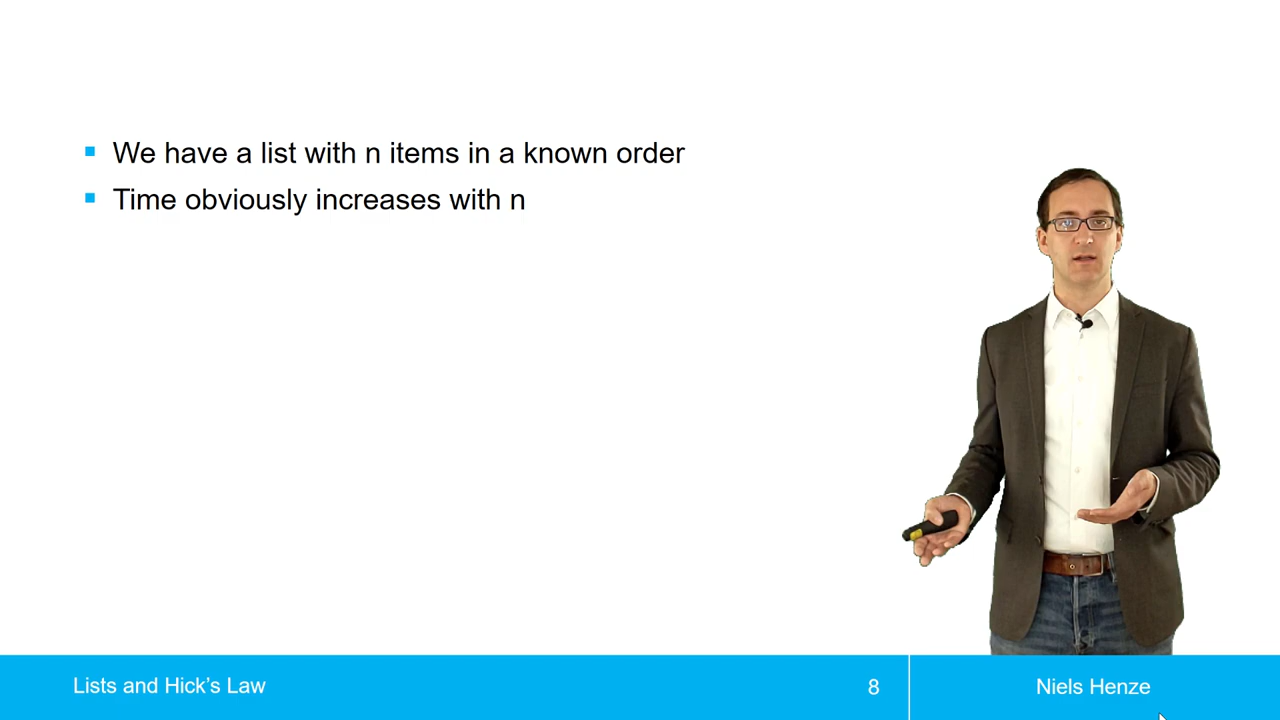 We have a list with n items in a known order
Time obviously increases with n
Lists and Hick’s Law
8
Niels Henze